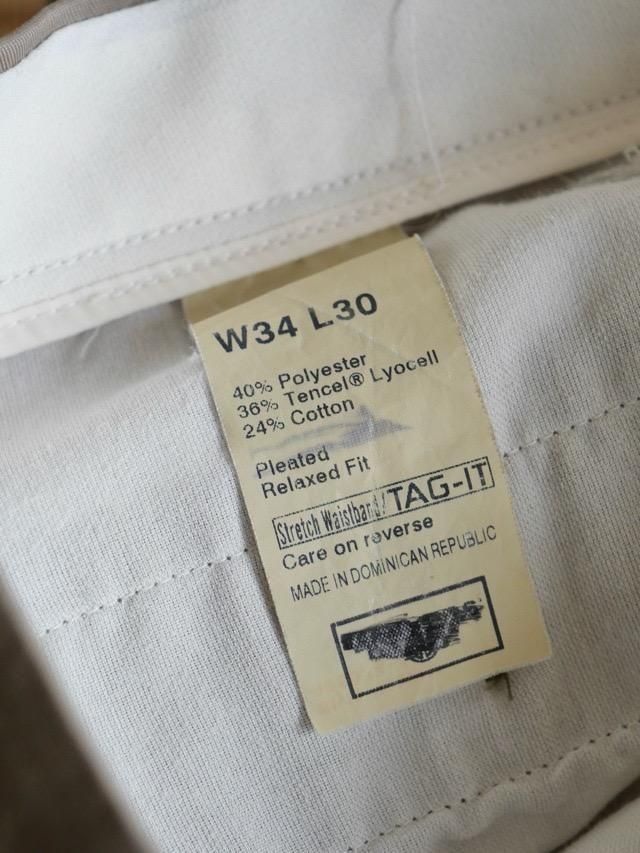 W34 L30
40% Polyester
36% Tencel® Lyocell
24% Cotton
Pleated
Relaxed Fit
Stretch Waistband/TAG-IT
Care on reverse
MADE IN DOMINICAN REPUBLIC